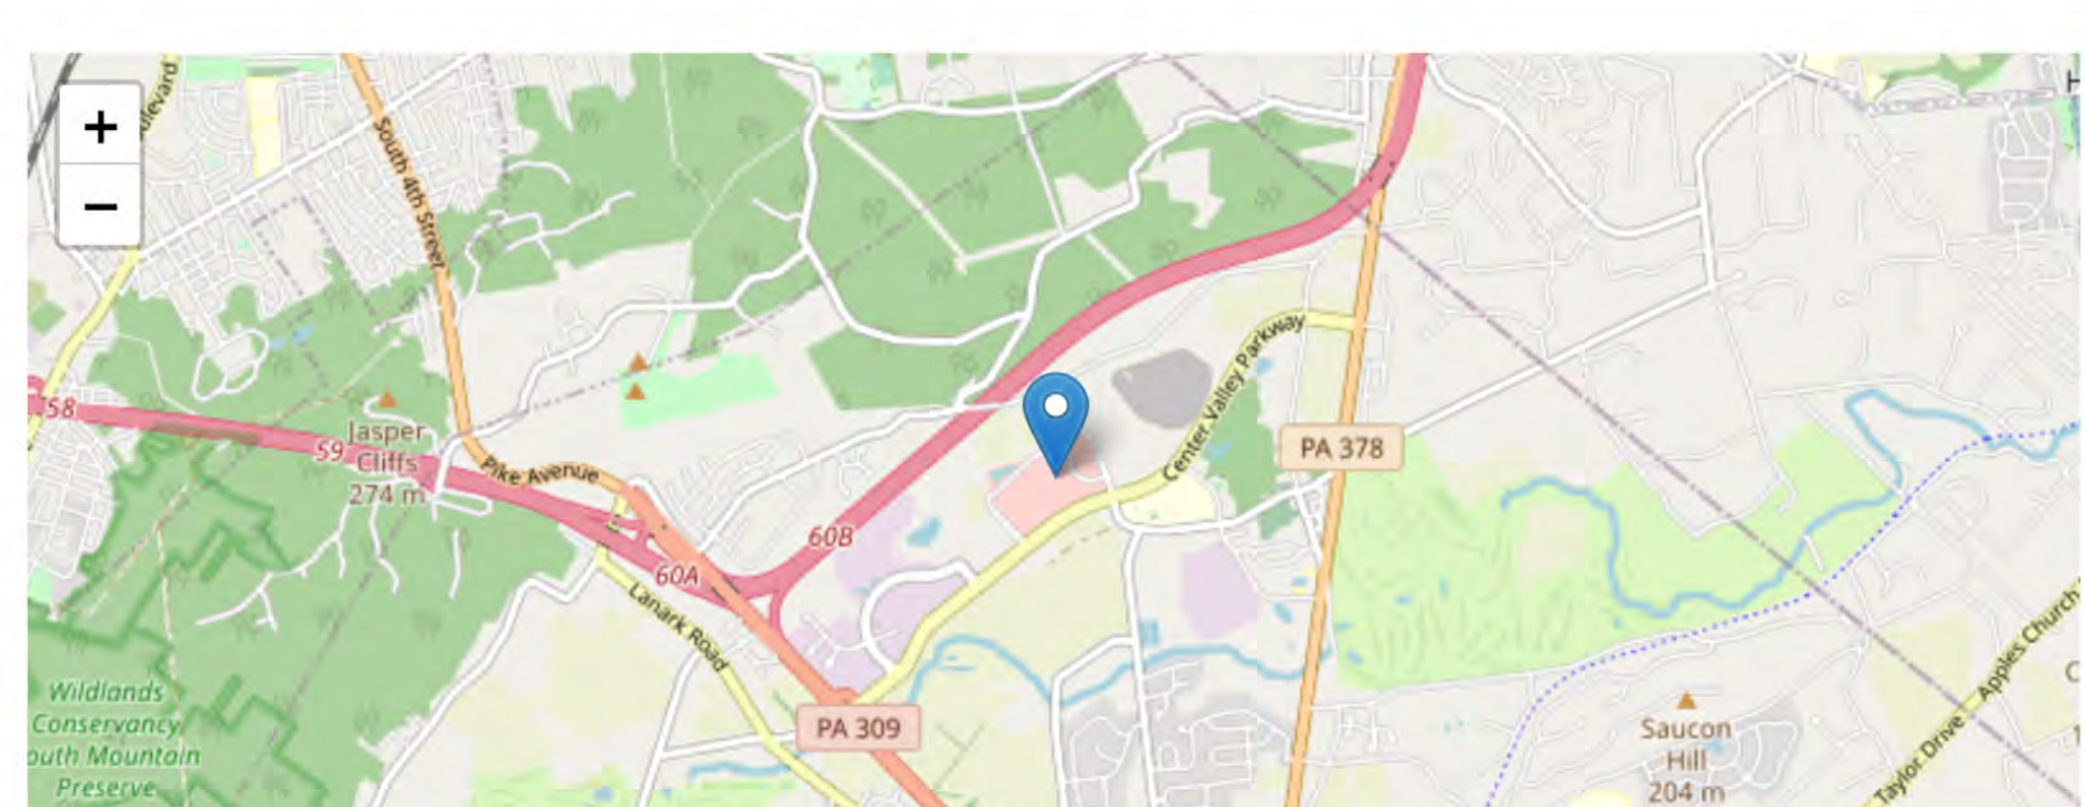 +
−
South 4th Street
58
59
Jasper
Cliffs
274 m
Pike Avenue
60B
60A
Lanark Road
Center Valley Parkway
PA 378
PA 309
Wildlands
Conservancy
outh Mountain
Preserve
Saucon
Hill
204 m
Taylor Drive
Apples Church